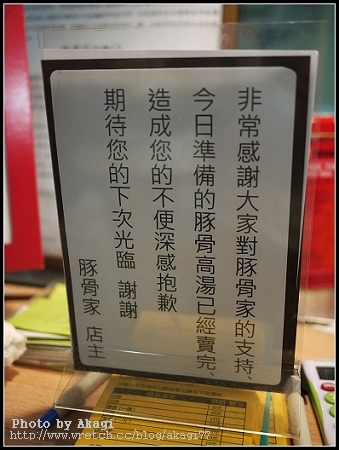 非常感謝大家對豚骨家的支持、
今日準備的豚骨高湯已經賣完、
造成您的不便深感抱歉
期待您的下次光臨 謝謝
豚骨家 店主
Photo by Akagi
http://www.wretch.cc/blog/akagi77